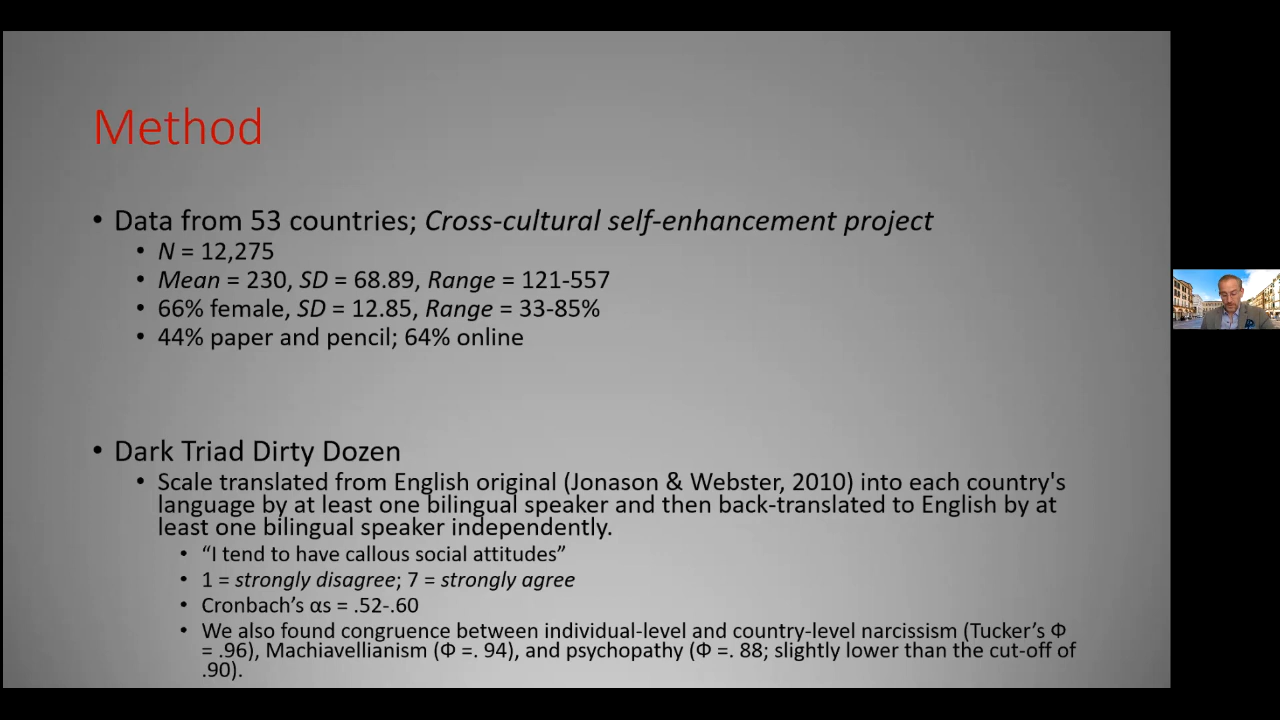 Method
• Data from 53 countries; Cross-cultural self-enhancement project
• N = 12,275
• Mean = 230, SD = 68.89, Range = 121-557
• 66% female, SD = 12.85, Range = 33-85%
• 44% paper and pencil; 64% online
• Dark Triad Dirty Dozen
• Scale translated from English original (Jonason & Webster, 2010) into each country's
language by at least one bilingual speaker and then back-translated to English by at
least one bilingual speaker independently.
• “I tend to have callous social attitudes”
• 1 = strongly disagree; 7 = strongly agree
• Cronbach’s αs = .52-.60
• We also found congruence between individual-level and country-level narcissism (Tucker’s Φ
= .96), Machiavellianism (Φ =. 94), and psychopathy (Φ =. 88; slightly lower than the cut-off of
.90).